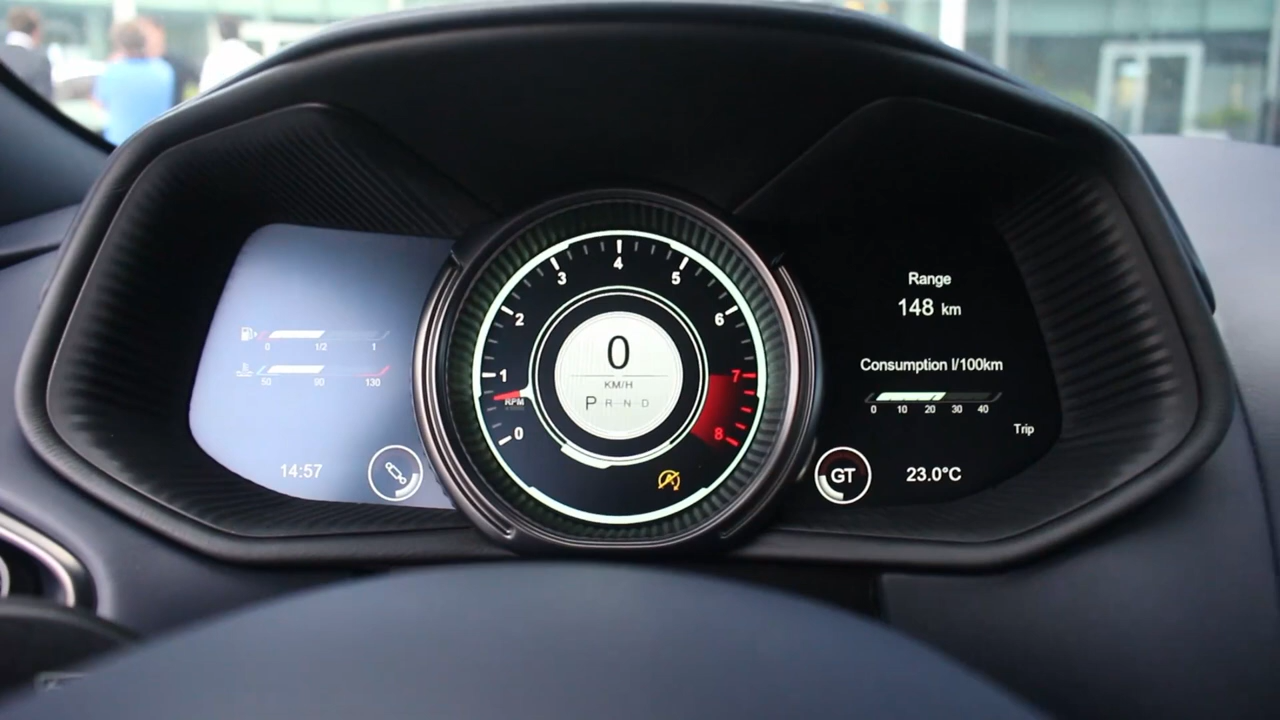 0 1/2 1
50 90 130
14:57
0 1 2 3 4 5 6 7 8
RPM
0
KM/H
P R N D
A
Range
148 km
Consumption l/100km
0 10 20 30 40
Trip
GT
23.0°C